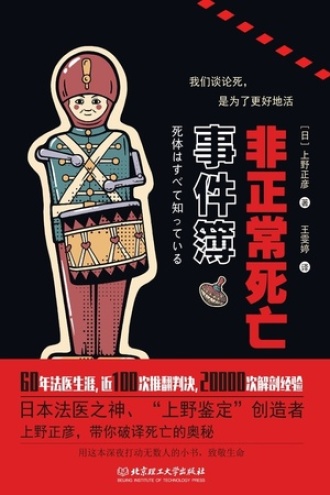 我们谈论死，
是为了更好地活
非正常死亡
事件簿
死体はすべて知っている
［日］上野正彦 著
王雯婷 译
60年法医生涯，近100次推翻判决，20000次解剖经验
日本法医之神、“上野鉴定”创造者
上野正彦，带你破译死亡的奥秘
用这本深夜打动无数人的小书，致敬生命
北京理工大学出版社
BEIJING INSTITUTE OF TECHNOLOGY PRESS